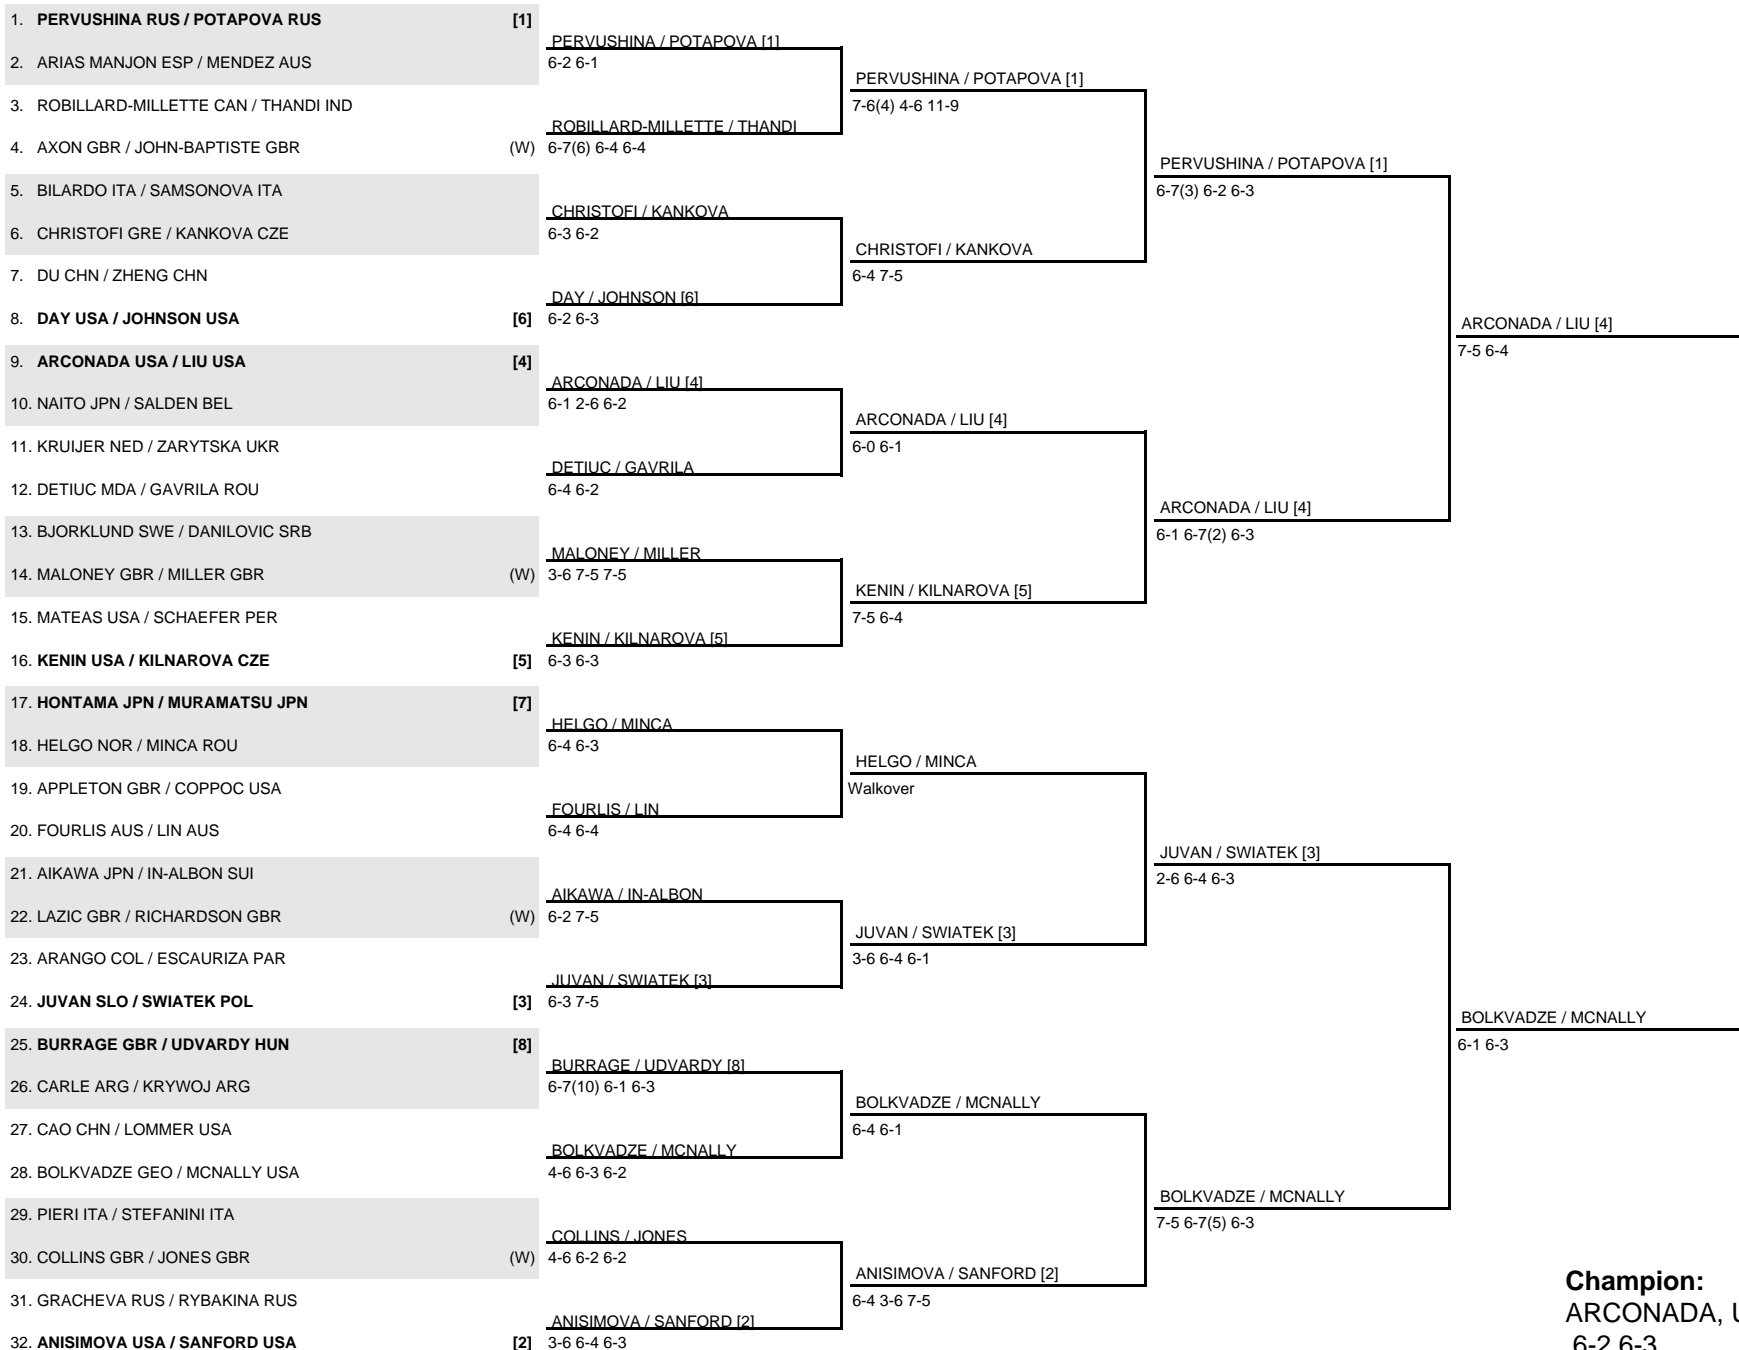 1. PERVUSHINA RUS / POTAPOVA RUS [1]
2. ARIAS MANJON ESP / MENDEZ AUS
3. ROBILLARD-MILLETTE CAN / THANDI IND
4. AXON GBR / JOHN-BAPTISTE GBR (W)
5. BILARDO ITA / SAMSONOVA ITA
6. CHRISTOFI GRE / KANKOVA CZE
7. DU CHN / ZHENG CHN
8. DAY USA / JOHNSON USA [6]
9. ARCONADA USA / LIU USA [4]
10. NAITO JPN / SALDEN BEL
11. KRUIJER NED / ZARYTSKA UKR
12. DETIUC MDA / GAVRILA ROU
13. BJORKLUND SWE / DANILOVIC SRB
14. MALONEY GBR / MILLER GBR (W)
15. MATEAS USA / SCHAEFER PER
16. KENIN USA / KILNAROVA CZE [5]
17. HONTAMA JPN / MURAMATSU JPN [7]
18. HELGO NOR / MINCA ROU
19. APPLETON GBR / COPPOC USA
20. FOURLIS AUS / LIN AUS
21. AIKAWA JPN / IN-ALBON SUI
22. LAZIC GBR / RICHARDSON GBR (W)
23. ARANGO COL / ESCAURIZA PAR
24. JUVAN SLO / SWIATEK POL [3]
25. BURRAGE GBR / UDVARDY HUN [8]
26. CARLE ARG / KRYWOJ ARG
27. CAO CHN / LOMMER USA
28. BOLKVADZE GEO / MCNALLY USA
29. PIERI ITA / STEFANINI ITA
30. COLLINS GBR / JONES GBR (W)
31. GRACHEVA RUS / RYBAKINA RUS
32. ANISIMOVA USA / SANFORD USA [2]
PERVUSHINA / POTAPOVA [1]
6-2 6-1
ROBILLARD-MILLETTE / THANDI
6-7(6) 6-4 6-4
CHRISTOFI / KANKOVA
6-3 6-2
DAY / JOHNSON [6]
6-2 6-3
ARCONADA / LIU [4]
6-1 2-6 6-2
DETIUC / GAVRILA
6-4 6-2
MALONEY / MILLER
3-6 7-5 7-5
KENIN / KILNAROVA [5]
6-3 6-3
HELGO / MINCA
6-4 6-3
FOURLIS / LIN
6-4 6-4
AIKAWA / IN-ALBON
6-2 7-5
JUVAN / SWIATEK [3]
6-3 7-5
BURRAGE / UDVARDY [8]
6-7(10) 6-1 6-3
BOLKVADZE / MCNALLY
4-6 6-3 6-2
COLLINS / JONES
4-6 6-2 6-2
ANISIMOVA / SANFORD [2]
3-6 6-4 6-3
PERVUSHINA / POTAPOVA [1]
7-6(4) 4-6 11-9
CHRISTOFI / KANKOVA
6-4 7-5
ARCONADA / LIU [4]
6-0 6-1
KENIN / KILNAROVA [5]
7-5 6-4
HELGO / MINCA
Walkover
JUVAN / SWIATEK [3]
3-6 6-4 6-1
BOLKVADZE / MCNALLY
6-4 6-1
ANISIMOVA / SANFORD [2]
6-4 3-6 7-5
PERVUSHINA / POTAPOVA [1]
6-7(3) 6-2 6-3
ARCONADA / LIU [4]
6-1 6-7(2) 6-3
JUVAN / SWIATEK [3]
2-6 6-4 6-3
BOLKVADZE / MCNALLY
7-5 6-7(5) 6-3
ARCONADA / LIU [4]
7-5 6-4
BOLKVADZE / MCNALLY
6-1 6-3
Champion:
ARCONADA,
6-2 6-3